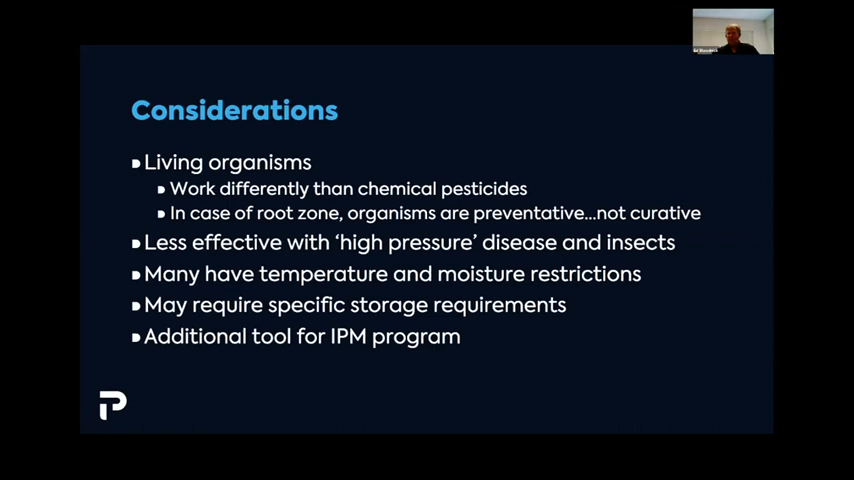 Considerations
Living organisms
Work differently than chemical pesticides
In case of root zone, organisms are preventative...not curative
Less effective with 'high pressure' disease and insects
Many have temperature and moisture restrictions
May require specific storage requirements
Additional tool for IPM program